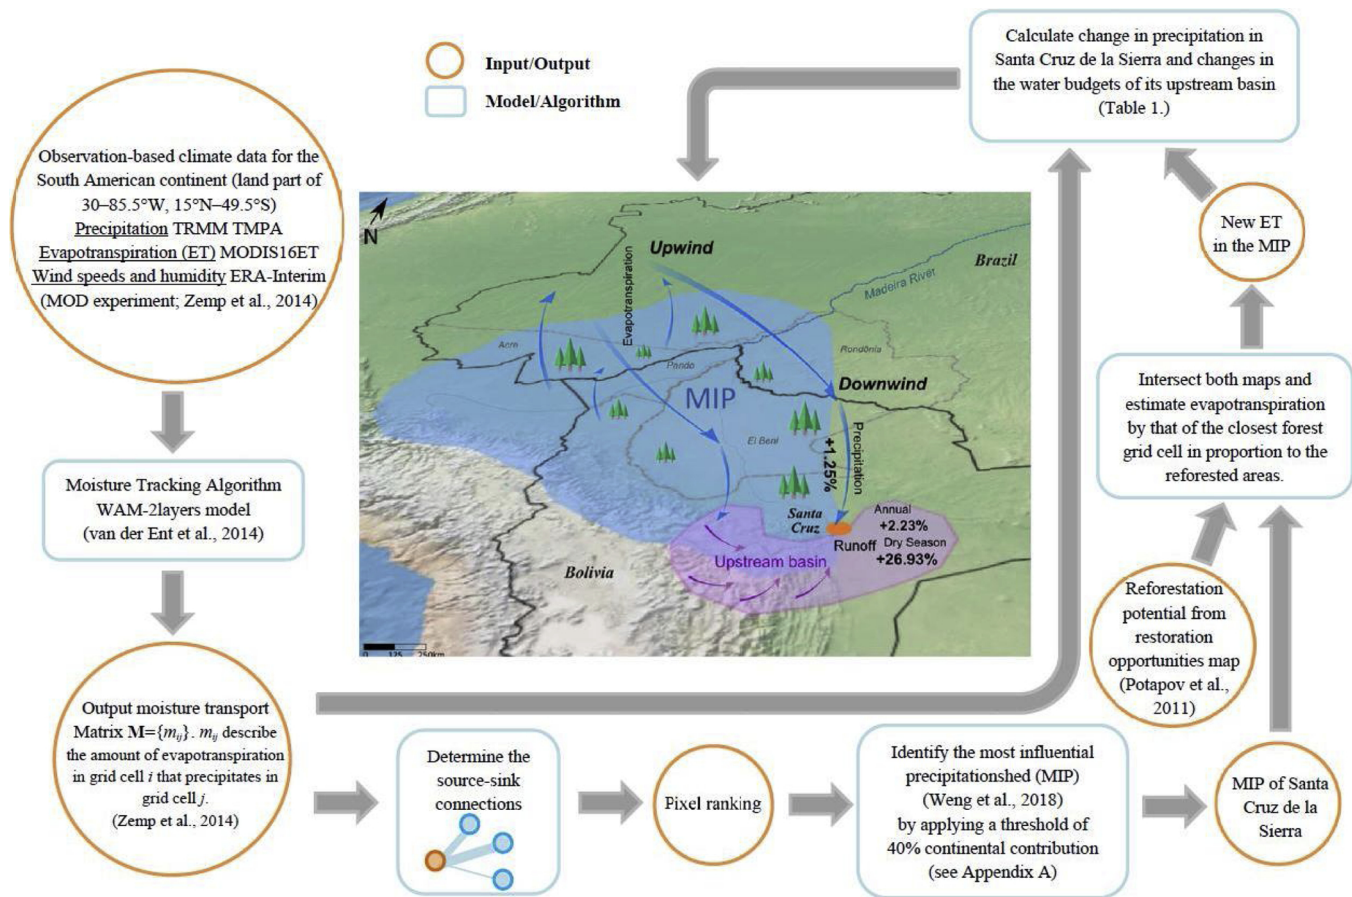 Input/Output
Model/Algorithm
Observation-based climate data for the
South American continent (land part of
30–85.5°W, 15°N–49.5°S)
Precipitation TRMM TMPA
Evapotranspiration (ET) MODIS16ET
Wind speeds and humidity ERA-Interim
(MOD experiment; Zemp et al., 2014)
Moisture Tracking Algorithm
WAM-2layers model
(van der Ent et al., 2014)
Output moisture transport
Matrix M={mij}. mij describe
the amount of evapotranspiration
in grid cell i that precipitates in
grid cell j.
(Zemp et al., 2014)
Determine the
source-sink
connections
Pixel ranking
Identify the most influential
precipitationshed (MIP)
(Weng et al., 2018)
by applying a threshold of
40% continental contribution
(see Appendix A)
MIP of Santa
Cruz de la
Sierra
Reforestation
potential from
restoration
opportunities map
(Potapov et al.,
2011)
Intersect both maps and
estimate evapotranspiration
by that of the closest forest
grid cell in proportion to the
reforested areas.
New ET
in the MIP
Calculate change in precipitation in
Santa Cruz de la Sierra and changes in
the water budgets of its upstream basin
(Table 1.)
N
Upwind
Evapotranspiration
Brazil
Madeira River
Acre
Pando
Rondônia
Downwind
MIP
El Beni
Precipitation
+1.25%
Santa
Cruz
Annual
+2.23%
Runoff
Dry Season
+26.93%
Upstream basin
Bolivia
0 125 250km